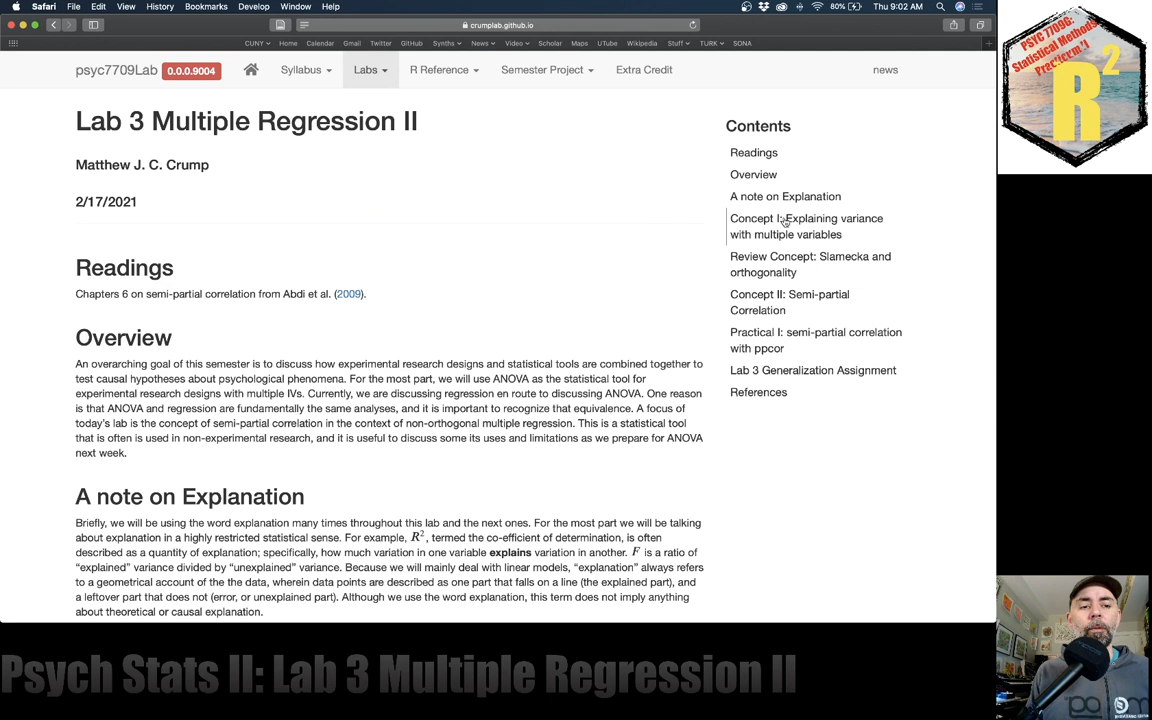 Safari File Edit View History Bookmarks Develop Window Help 80% Thu 9:02 AM
crumplab.github.io
CUNY Home Calendar Gmail Twitter GitHub Synths News Video Scholar Maps UTube Wikipedia Stuff TURK SONA
psyc7709Lab 0.0.0.9004 Syllabus Labs R Reference Semester Project Extra Credit news
Lab 3 Multiple Regression II
Matthew J. C. Crump
2/17/2021
Readings
Chapters 6 on semi-partial correlation from Abdi et al. (2009).
Overview
An overarching goal of this semester is to discuss how experimental research designs and statistical tools are combined together to
test causal hypotheses about psychological phenomena. For the most part, we will use ANOVA as the statistical tool for
experimental research designs with multiple IVs. Currently, we are discussing regression en route to discussing ANOVA. One reason
is that ANOVA and regression are fundamentally the same analyses, and it is important to recognize that equivalence. A focus of
today's lab is the concept of semi-partial correlation in the context of non-orthogonal multiple regression. This is a statistical tool
that is often is used in non-experimental research, and it is useful to discuss some its uses and limitations as we prepare for ANOVA
next week.
A note on Explanation
Briefly, we will be using the word explanation many times throughout this lab and the next ones. For the most part we will be talking
about explanation in a highly restricted statistical sense. For example, R², termed the co-efficient of determination, is often
described as a quantity of explanation; specifically, how much variation in one variable explains variation in another. F is a ratio of
"explained" variance divided by "unexplained" variance. Because we will mainly deal with linear models, "explanation" always refers
to a geometrical account of the the data, wherein data points are described as one part that falls on a line (the explained part), and
a leftover part that does not (error, or unexplained part). Although we use the word explanation, this term does not imply anything
about theoretical or causal explanation.
Contents
Readings
Overview
A note on Explanation
Concept I: Explaining variance
with multiple variables
Review Concept: Slamecka and
orthogonality
Concept II: Semi-partial
Correlation
Practical I: semi-partial correlation
with ppcor
Lab 3 Generalization Assignment
References
PSYC 7709G:
Statistical Methods
Practicum I
R²
Psych Stats II: Lab 3 Multiple Regression II